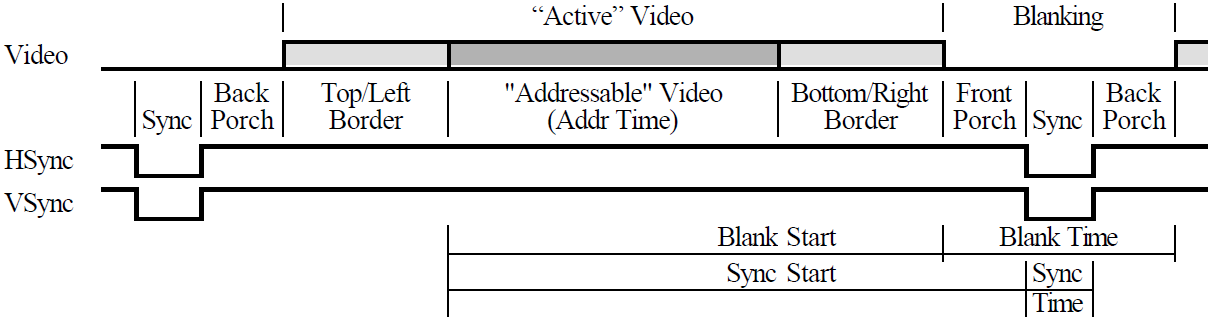 “Active” Video Blanking
Video
Back Top/Left "Addressable" Video Bottom/Right Front Back
Sync Porch Border (Addr Time) Border Porch Sync Porch
HSync
VSync
Blank Start Blank Time
Sync Start Sync
Time